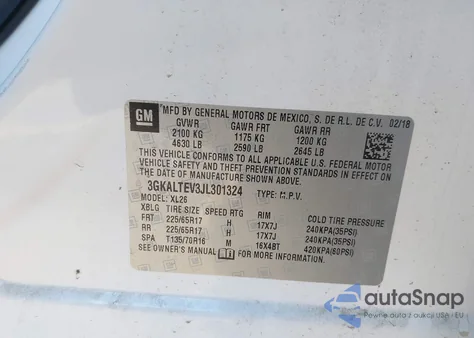 GM
MFD BY GENERAL MOTORS DE MEXICO, S. DE R.L. DE C.V. 02/18
GVWR GAWR FRT GAWR RR
2100 KG 1175 KG 1200 KG
4630 LB 2590 LB 2645 LB
THIS VEHICLE CONFORMS TO ALL APPLICABLE U.S. FEDERAL MOTOR
VEHICLE SAFETY AND THEFT PREVENTION STANDARDS IN EFFECT ON
THE DATE OF MANUFACTURE SHOWN ABOVE.
3GKALTEV3JL301324 TYPE: M.P.V.
MODEL: XL26
XBLG TIRE SIZE SPEED RTG RIM COLD TIRE PRESSURE
FRT 225/65R17 H 17X7J 240KPA(35PSI)
RR 225/65R17 H 17X7J 240KPA(35PSI)
SPA T135/70R16 M 16X4BT 420KPA(60PSI)
SEE OWNER'S MANUAL FOR MORE INFORMATION.
autoSnap
Pewne auto z USA i EU